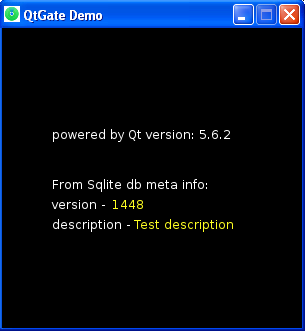 QtGate Demo
powered by Qt version: 5.6.2
From Sqlite db meta info:
version - 1448
description - Test description